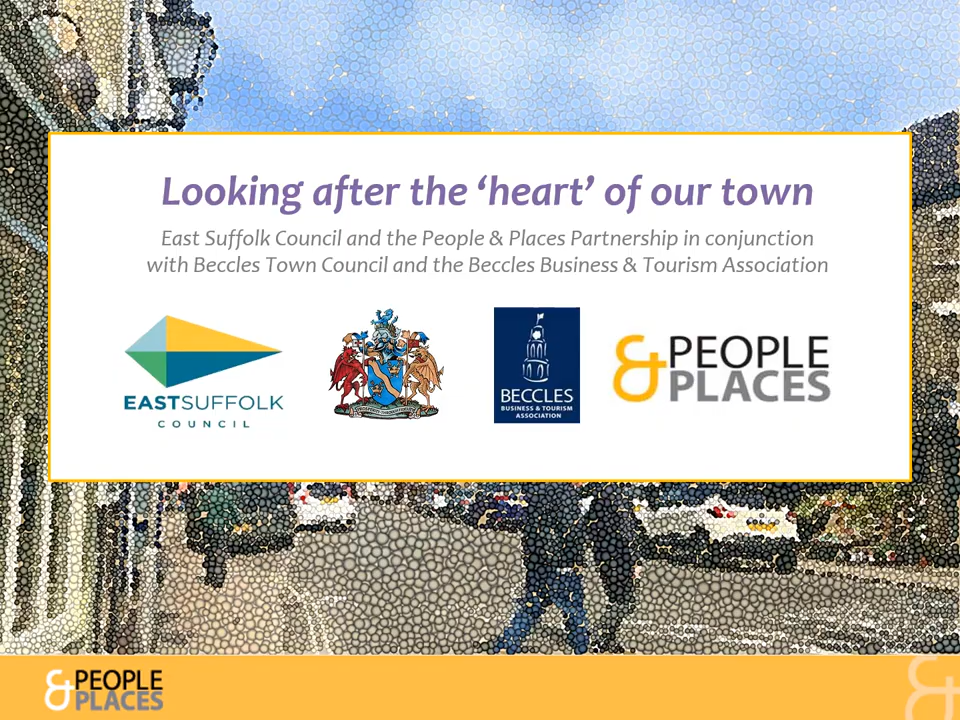 Looking after the ‘heart’ of our town
East Suffolk Council and the People & Places Partnership in conjunction
with Beccles Town Council and the Beccles Business & Tourism Association
EASTSUFFOLK
COUNCIL
BECCLES
BUSINESS & TOURISM
ASSOCIATION
& PEOPLE
PLACES
& PEOPLE
PLACES
&